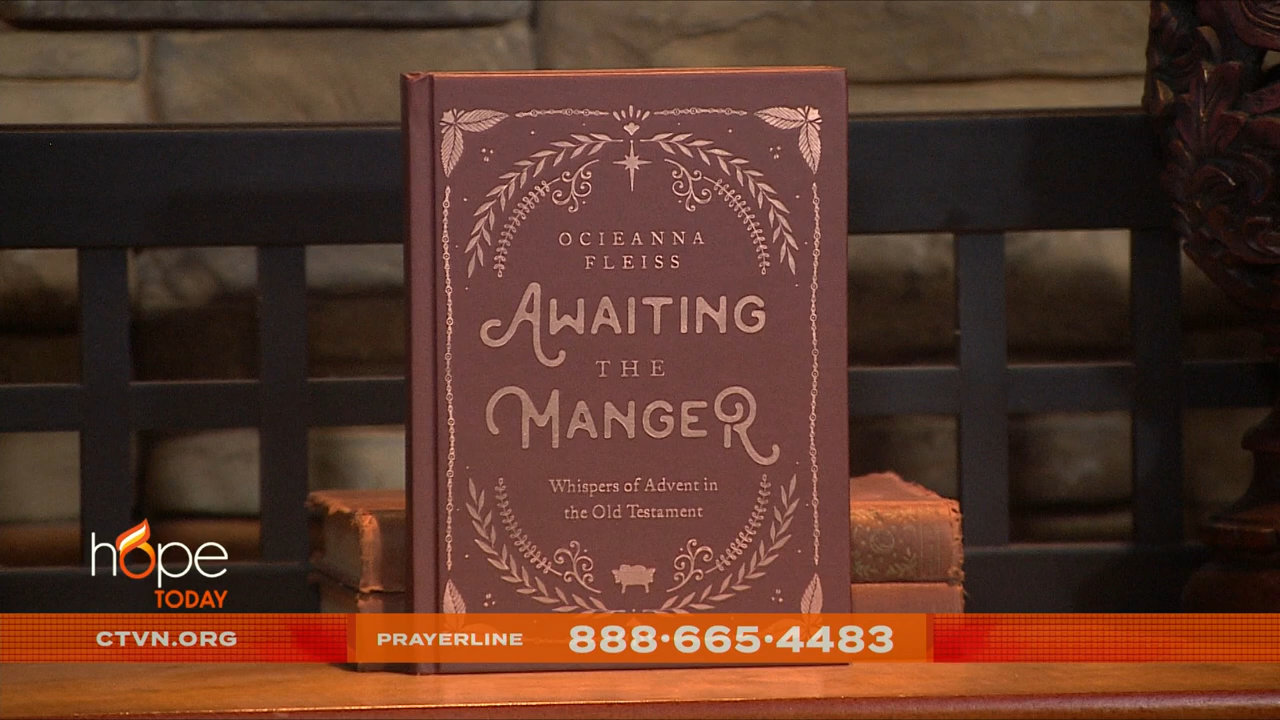 OCIEANNA
FLEISS
AWAITING
THE
MANGER
Whispers of Advent in
the Old Testament
hope
TODAY
CTVN.ORG
PRAYERLINE
888•665•4483